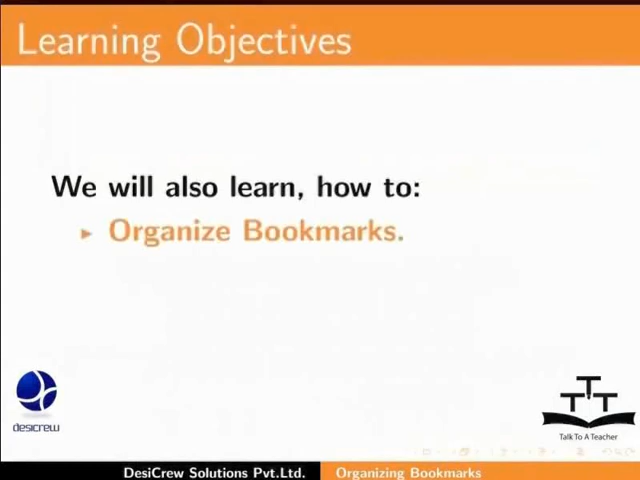 Learning Objectives
We will also learn, how to:
Organize Bookmarks.
desicrew
TTT
Talk To A Teacher
DesiCrew Solutions Pvt.Ltd. Organizing Bookmarks